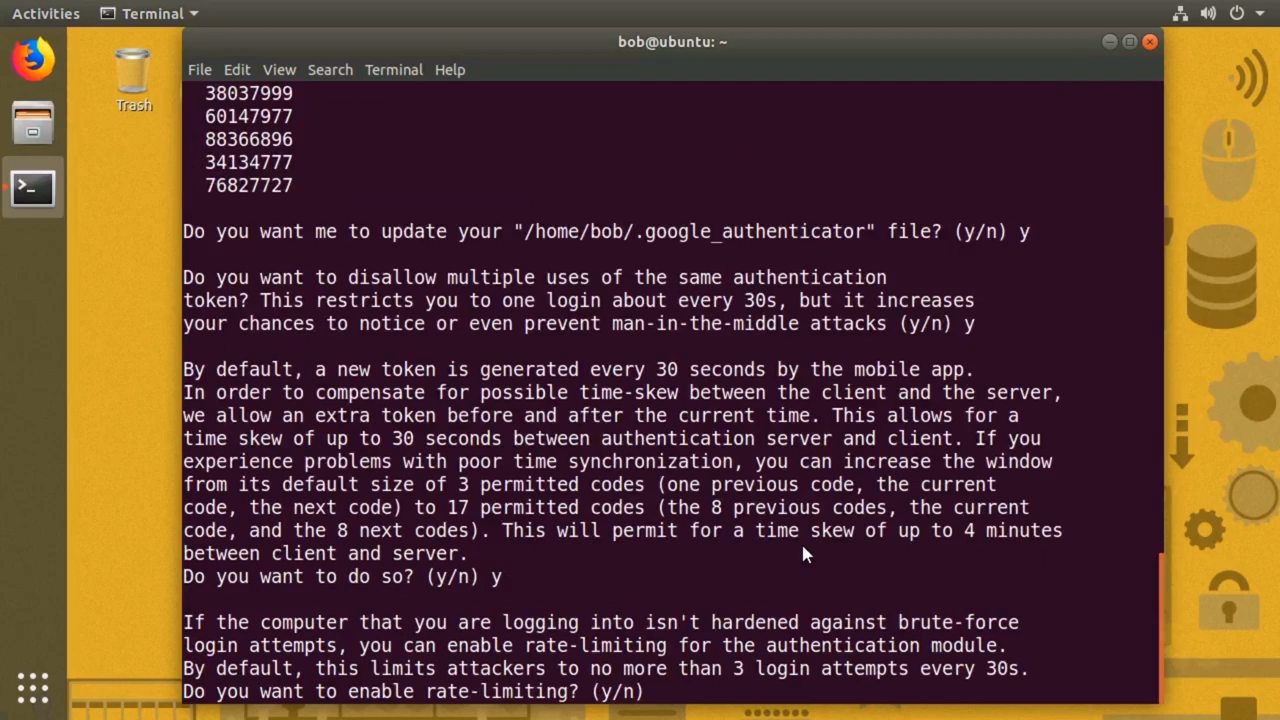 Activities
Terminal
Trash
bob@ubuntu: ~
File Edit View Search Terminal Help
38037999
60147977
88366896
34134777
76827727
Do you want me to update your "/home/bob/.google_authenticator" file? (y/n) y
Do you want to disallow multiple uses of the same authentication
token? This restricts you to one login about every 30s, but it increases
your chances to notice or even prevent man-in-the-middle attacks (y/n) y
By default, a new token is generated every 30 seconds by the mobile app.
In order to compensate for possible time-skew between the client and the server,
we allow an extra token before and after the current time. This allows for a
time skew of up to 30 seconds between authentication server and client. If you
experience problems with poor time synchronization, you can increase the window
from its default size of 3 permitted codes (one previous code, the current
code, the next code) to 17 permitted codes (the 8 previous codes, the current
code, and the 8 next codes). This will permit for a time skew of up to 4 minutes
between client and server.
Do you want to do so? (y/n) y
If the computer that you are logging into isn't hardened against brute-force
login attempts, you can enable rate-limiting for the authentication module.
By default, this limits attackers to no more than 3 login attempts every 30s.
Do you want to enable rate-limiting? (y/n)